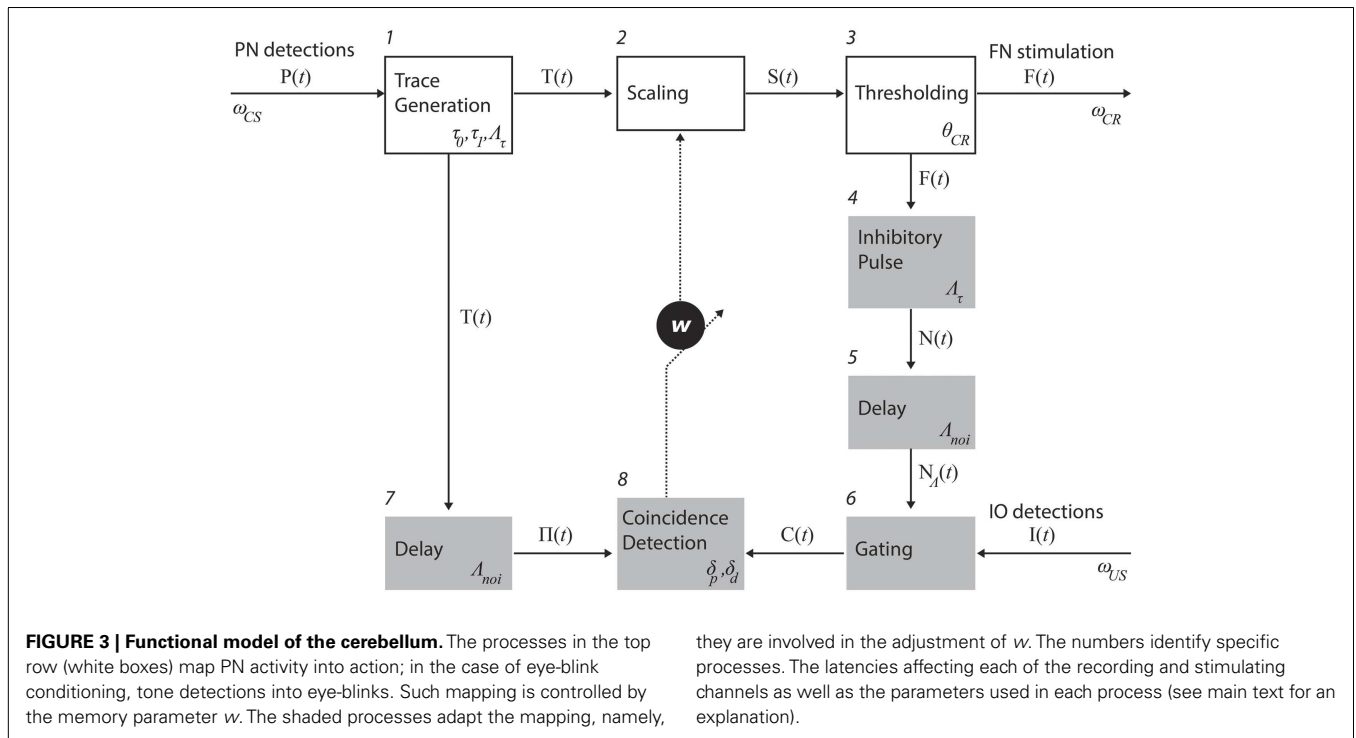 PN detections
P(t)
ω_CS
1
Trace
Generation
τ_0, τ_1, Λ_τ
T(t)
2
Scaling
S(t)
3
Thresholding
θ_CR
FN stimulation
F(t)
ω_CR
F(t)
4
Inhibitory
Pulse
Λ_τ
N(t)
5
Delay
Λ_noi
N_Λ(t)
T(t)
w
7
Delay
Λ_noi
Π(t)
8
Coincidence
Detection
δ_p, δ_d
C(t)
6
Gating
IO detections
I(t)
ω_US
FIGURE 3 | Functional model of the cerebellum. The processes in the top
row (white boxes) map PN activity into action; in the case of eye-blink
conditioning, tone detections into eye-blinks. Such mapping is controlled by
the memory parameter w. The shaded processes adapt the mapping, namely,
they are involved in the adjustment of w. The numbers identify specific
processes. The latencies affecting each of the recording and stimulating
channels as well as the parameters used in each process (see main text for an
explanation).